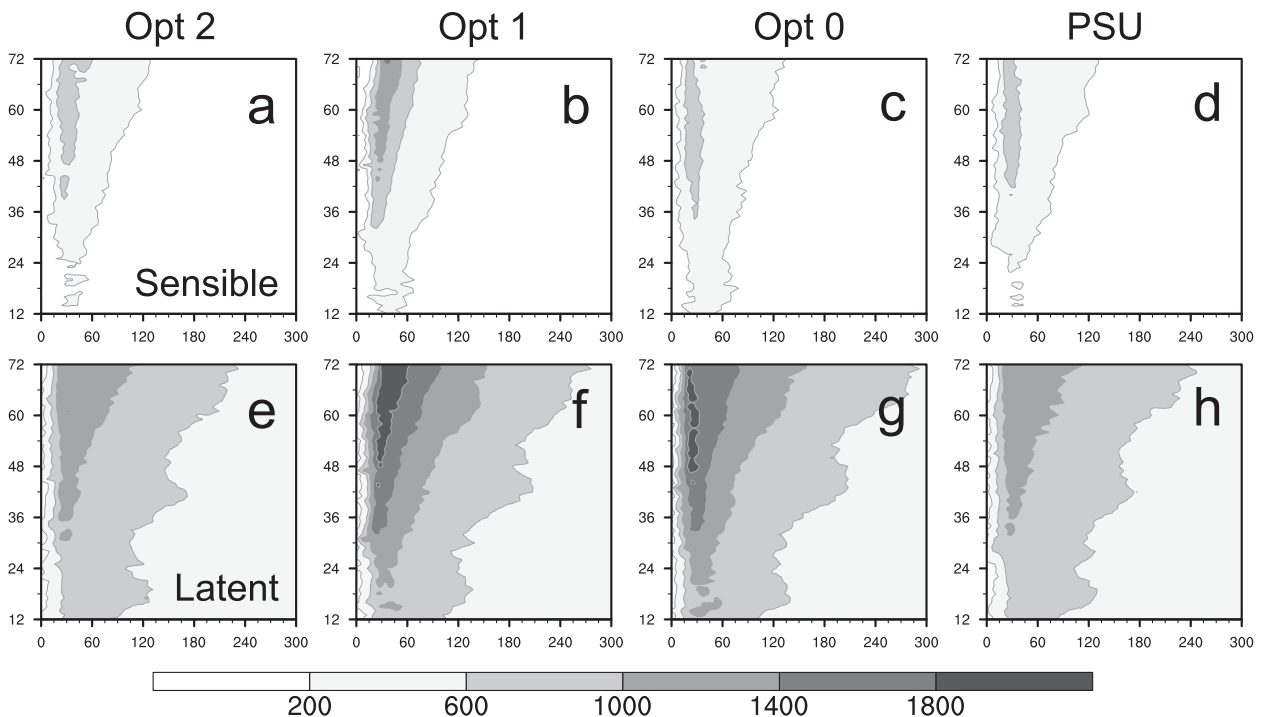 Opt 2 Opt 1 Opt 0 PSU
72 72 72 72
a b c d
60 60 60 60
48 48 48 48
36 36 36 36
24 24 24 24
Sensible
12 12 12 12
0 60 120 180 240 300 0 60 120 180 240 300 0 60 120 180 240 300 0 60 120 180 240 300
72 72 72 72
e f g h
60 60 60 60
48 48 48 48
36 36 36 36
24 24 24 24
Latent
12 12 12 12
0 60 120 180 240 300 0 60 120 180 240 300 0 60 120 180 240 300 0 60 120 180 240 300
200 600 1000 1400 1800